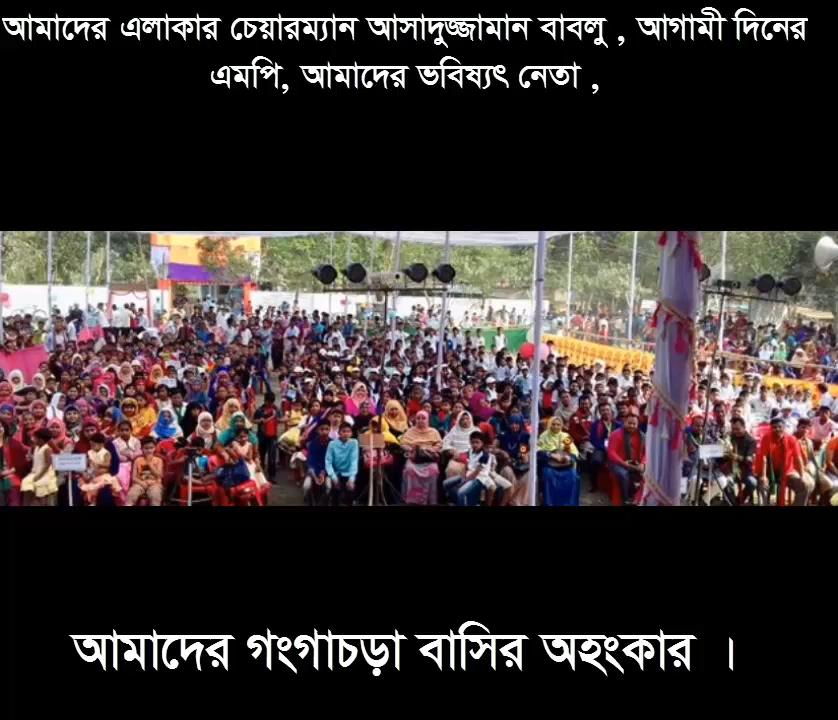 আমাদের এলাকার চেয়ারম্যান আসাদুজ্জামান বাবলু , আগামী দিনের
এমপি, আমাদের ভবিষ্যৎ নেতা ,
আমাদের গংগাচড়া বাসির অহংকার ।